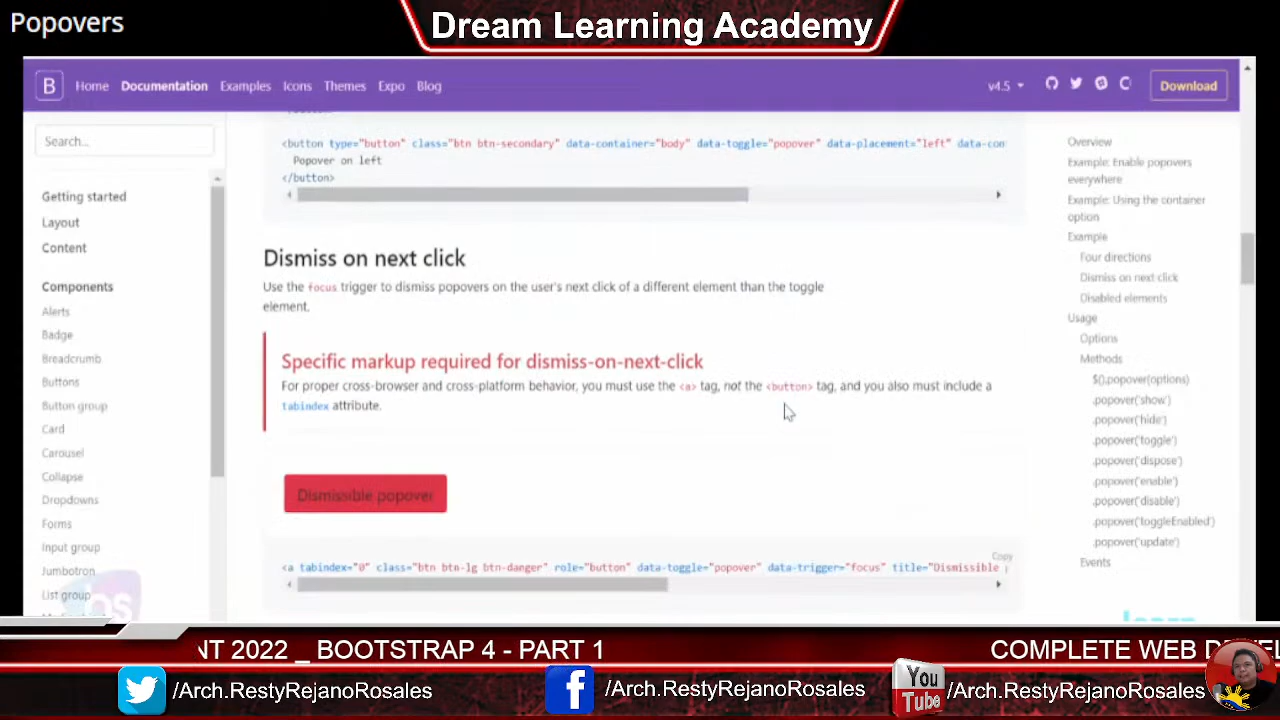 Popovers
Dream Learning Academy
B Home Documentation Examples Icons Themes Expo Blog v4.5 Download
Search...
Getting started
Layout
Content
Components
Alerts
Badge
Breadcrumb
Buttons
Button group
Card
Carousel
Collapse
Dropdowns
Forms
Input group
Jumbotron
List group
<button type="button" class="btn btn-secondary" data-container="body" data-toggle="popover" data-placement="left" data-con
Popover on left
</button>
Dismiss on next click
Use the focus trigger to dismiss popovers on the user's next click of a different element than the toggle
element.
Specific markup required for dismiss-on-next-click
For proper cross-browser and cross-platform behavior, you must use the <a> tag, not the <button> tag, and you also must include a
tabindex attribute.
Dismissible popover
Copy
<a tabindex="0" class="btn btn-lg btn-danger" role="button" data-toggle="popover" data-trigger="focus" title="Dismissible
Overview
Example: Enable popovers
everywhere
Example: Using the container
option
Example
Four directions
Dismiss on next click
Disabled elements
Usage
Options
Methods
$().popover(options)
.popover('show')
.popover('hide')
.popover('toggle')
.popover('dispose')
.popover('enable')
.popover('disable')
.popover('toggleEnabled')
.popover('update')
Events
NT 2022 _ BOOTSTRAP 4 - PART 1 COMPLETE WEB DEVEL
/Arch.RestyRejanoRosales /Arch.RestyRejanoRosales You Tube /Arch.RestyRejanoRosales